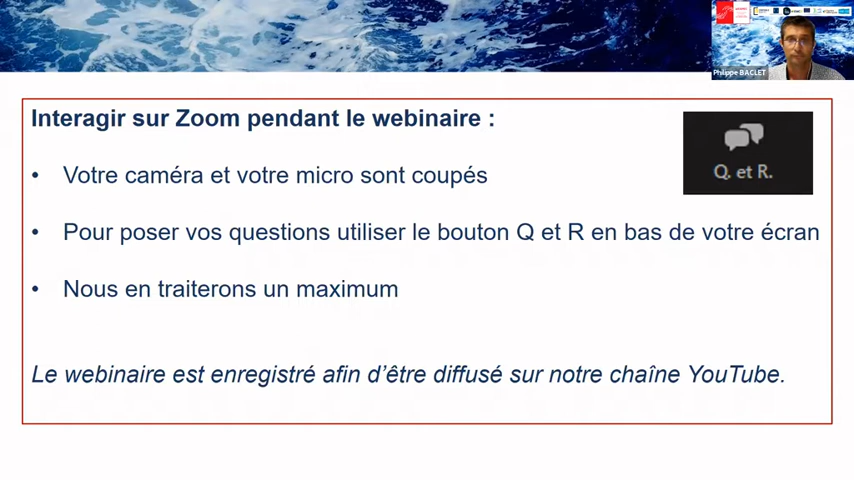 Philippe BACLET
Interagir sur Zoom pendant le webinaire :
Q. et R.
• Votre caméra et votre micro sont coupés
• Pour poser vos questions utiliser le bouton Q et R en bas de votre écran
• Nous en traiterons un maximum
Le webinaire est enregistré afin d'être diffusé sur notre chaîne YouTube.